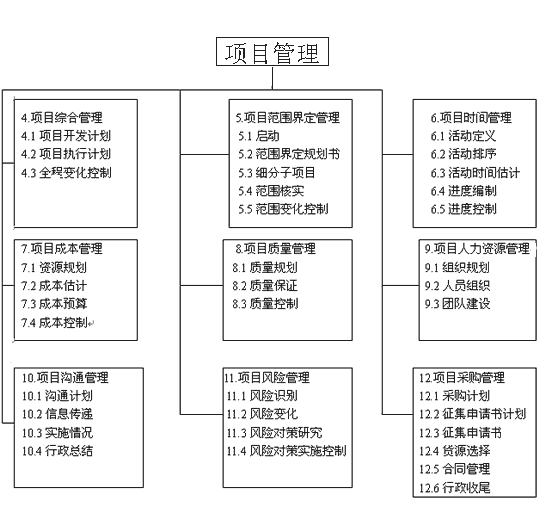 项目管理
4.项目综合管理
4.1 项目开发计划
4.2 项目执行计划
4.3 全程变化控制
5.项目范围界定管理
5.1 启动
5.2 范围界定规划书
5.3 细分子项目
5.4 范围核实
5.5 范围变化控制
6.项目时间管理
6.1 活动定义
6.2 活动排序
6.3 活动时间估计
6.4 进度编制
6.5 进度控制
7.项目成本管理
7.1 资源规划
7.2 成本估计
7.3 成本预算
7.4 成本控制
8.项目质量管理
8.1 质量规划
8.2 质量保证
8.3 质量控制
9.项目人力资源管理
9.1 组织规划
9.2 人员组织
9.3 团队建设
10.项目沟通管理
10.1 沟通计划
10.2 信息传递
10.3 实施情况
10.4 行政总结
11.项目风险管理
11.1 风险识别
11.2 风险变化
11.3 风险对策研究
11.4 风险对策实施控制
12.项目采购管理
12.1 采购计划
12.2 征集申请书计划
12.3 征集申请书
12.4 货源选择
12.5 合同管理
12.6 行政收尾